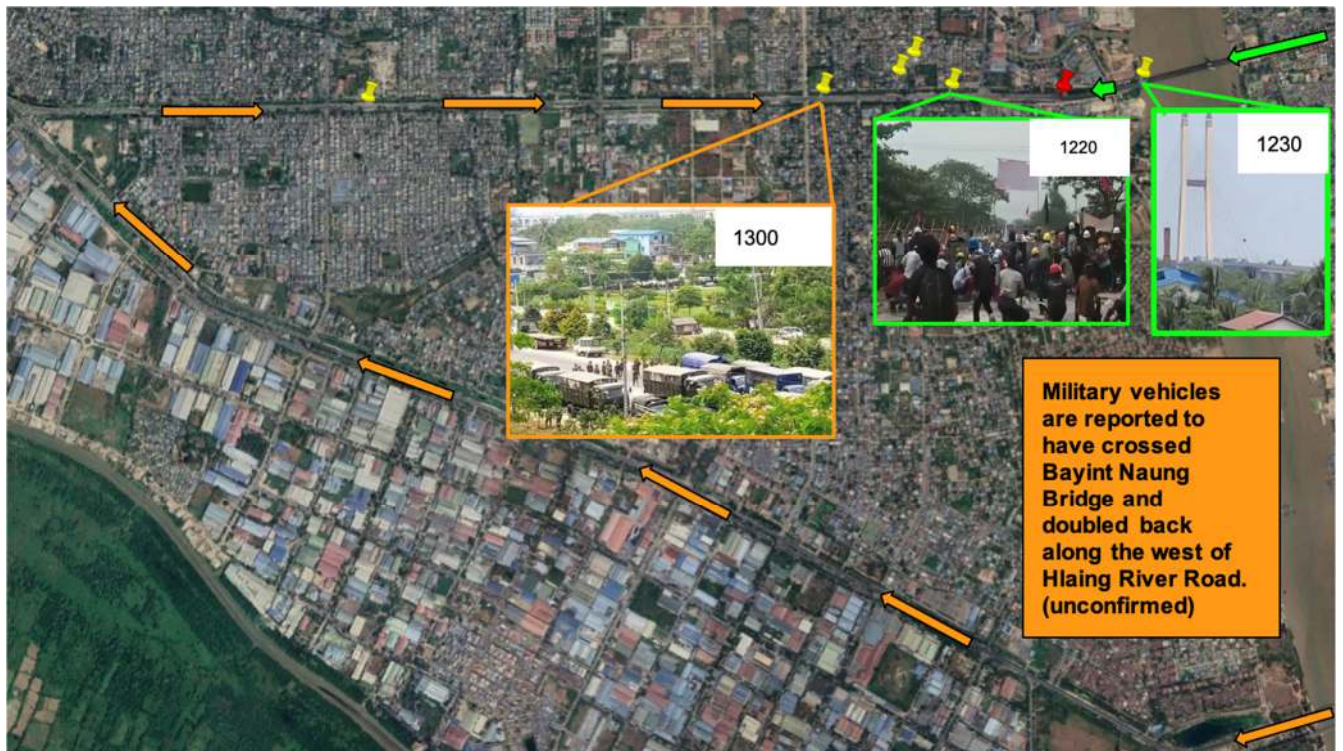 1220
1230
1300
Military vehicles
are reported to
have crossed
Bayint Naung
Bridge and
doubled back
along the west of
Hlaing River Road.
(unconfirmed)